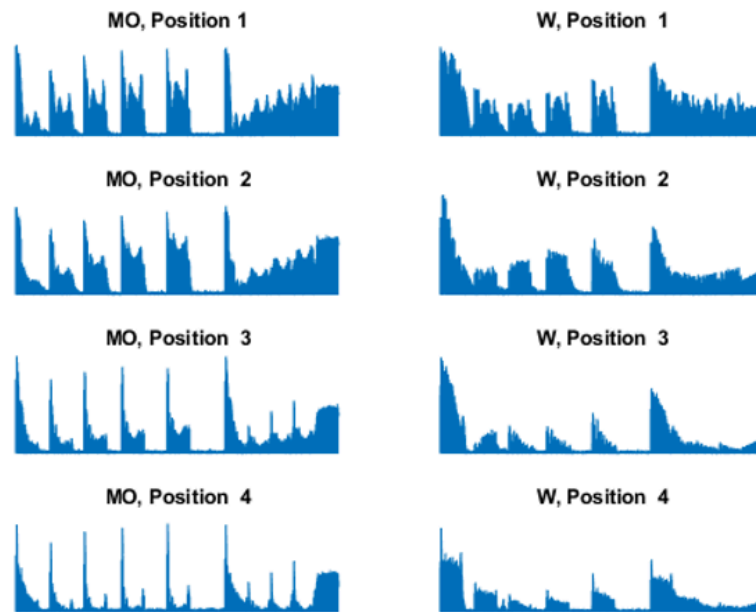 MO, Position 1
W, Position 1
MO, Position 2
W, Position 2
MO, Position 3
W, Position 3
MO, Position 4
W, Position 4